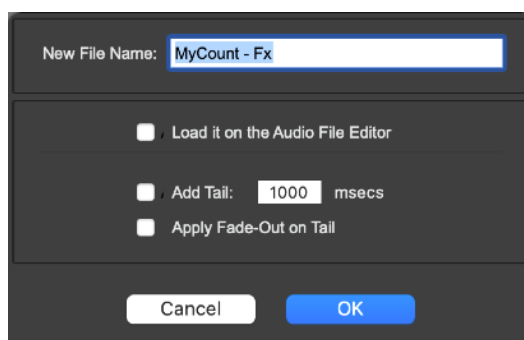 New File Name: MyCount - Fx
Load it on the Audio File Editor
Add Tail: 1000 msecs
Apply Fade-Out on Tail
Cancel OK